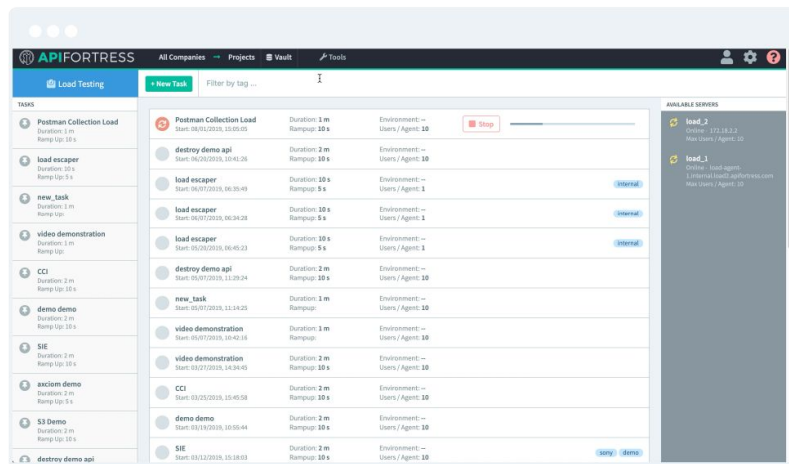 APIFORTRESS
All Companies → Projects Vault Tools
Load Testing
+ New Task
Filter by tag ...
TASKS
Postman Collection Load
Duration: 1 m
Ramp Up: 10 s
load escaper
Duration: 10 s
Ramp Up: 5 s
new_task
Duration: 1 m
Ramp Up:
video demonstration
Duration: 1 m
Ramp Up:
CCI
Duration: 2 m
Ramp Up: 10 s
demo demo
Duration: 2 m
Ramp Up: 10 s
SIE
Duration: 2 m
Ramp Up: 10 s
axciom demo
Duration: 2 m
Ramp Up: 5 s
S3 Demo
Duration: 2 m
Ramp Up: 10 s
destroy demo api
Postman Collection Load Duration: 1 m Environment: --
Start: 08/01/2019, 15:05:05 Rampup: 10 s Users / Agent: 10
Stop
destroy demo api Duration: 2 m Environment: --
Start: 06/20/2019, 10:41:26 Rampup: 10 s Users / Agent: 10
load escaper Duration: 10 s Environment: --
Start: 06/07/2019, 06:35:49 Rampup: 5 s Users / Agent: 1
internal
load escaper Duration: 10 s Environment: --
Start: 06/07/2019, 06:34:28 Rampup: 5 s Users / Agent: 1
internal
load escaper Duration: 10 s Environment: --
Start: 05/20/2019, 06:45:23 Rampup: 5 s Users / Agent: 1
internal
destroy demo api Duration: 2 m Environment: --
Start: 05/07/2019, 11:29:24 Rampup: 10 s Users / Agent: 10
new_task Duration: 1 m Environment: --
Start: 05/07/2019, 11:14:25 Rampup: Users / Agent: 10
video demonstration Duration: 1 m Environment: --
Start: 05/07/2019, 10:42:16 Rampup: Users / Agent: 10
video demonstration Duration: 2 m Environment: --
Start: 03/27/2019, 14:34:45 Rampup: 10 s Users / Agent: 10
CCI Duration: 2 m Environment: --
Start: 03/25/2019, 15:45:58 Rampup: 10 s Users / Agent: 10
demo demo Duration: 2 m Environment: --
Start: 03/19/2019, 10:55:44 Rampup: 10 s Users / Agent: 10
SIE Duration: 2 m Environment: --
Start: 03/12/2019, 15:18:03 Rampup: 10 s Users / Agent: 10
sony demo
AVAILABLE SERVERS
load_2
Online - 172.18.2.2
Max Users / Agent: 10
load_1
Online - load-agent-
1.internal.load2.apifortress.com
Max Users / Agent: 10